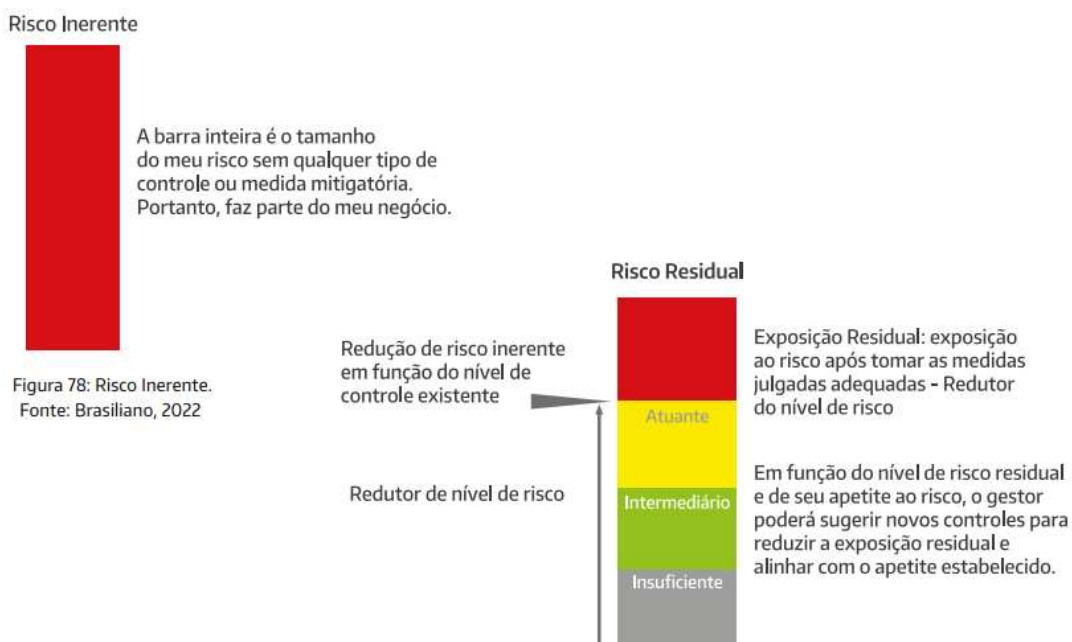 Risco Inerente
A barra inteira é o tamanho
do meu risco sem qualquer tipo de
controle ou medida mitigatória.
Portanto, faz parte do meu negócio.
Figura 78: Risco Inerente.
Fonte: Brasiliano, 2022
Risco Residual
Redução de risco inerente
em função do nível de
controle existente
Redutor de nível de risco
Atuante
Intermediário
Insuficiente
Exposição Residual: exposição
ao risco após tomar as medidas
julgadas adequadas - Redutor
do nível de risco
Em função do nível de risco residual
e de seu apetite ao risco, o gestor
poderá sugerir novos controles para
reduzir a exposição residual e
alinhar com o apetite estabelecido.